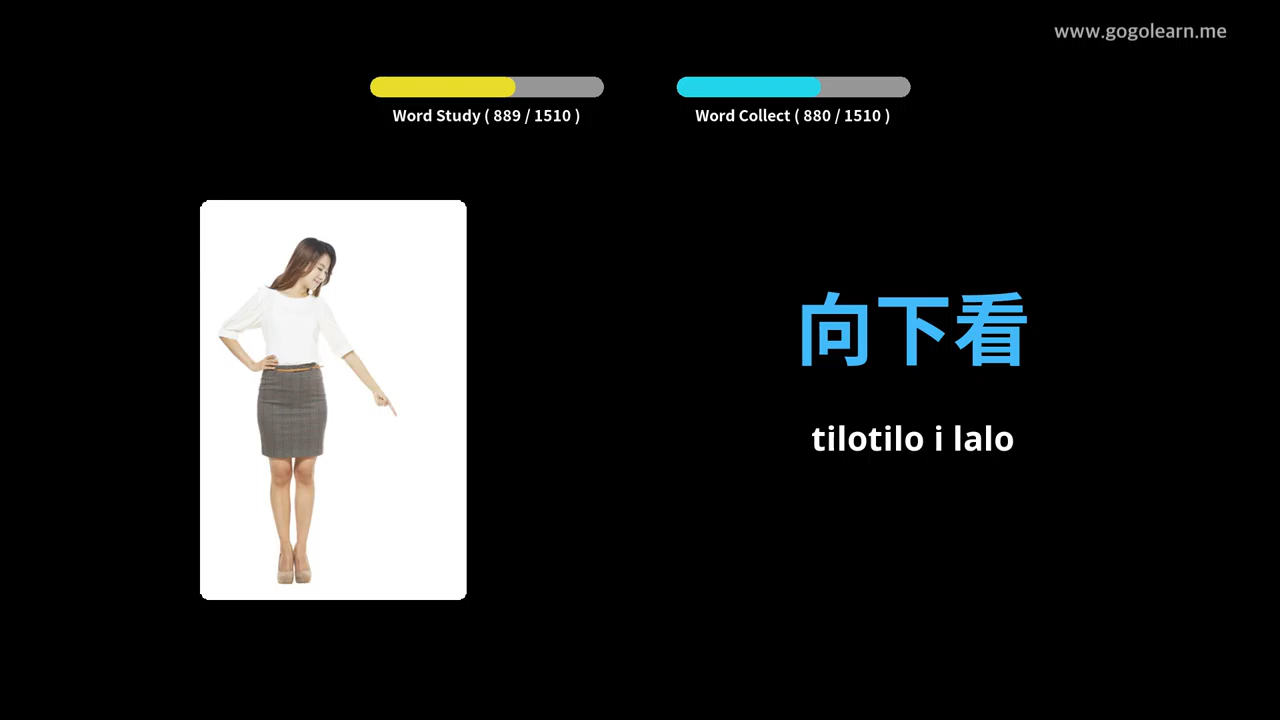 www.gogolearn.me
Word Study ( 889 / 1510 )
Word Collect ( 880 / 1510 )
向下看
tilotilo i lalo